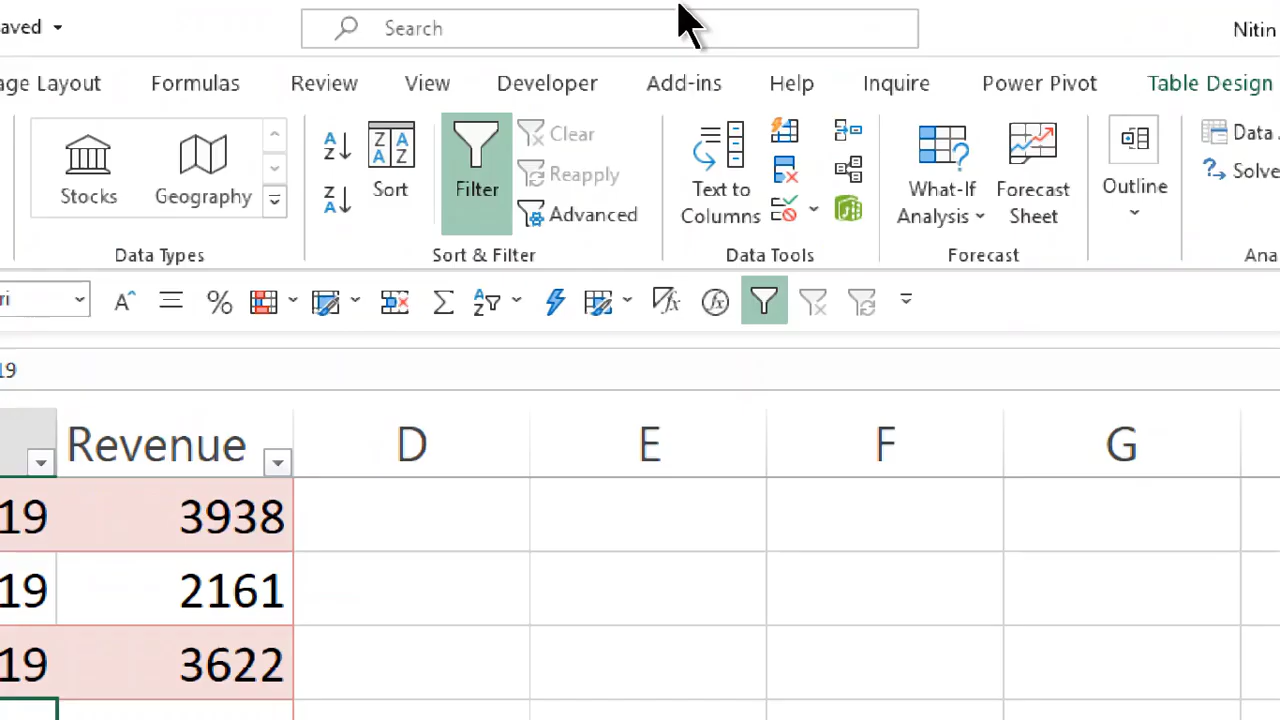 aved
Search
Nitin
age Layout
Formulas
Review
View
Developer
Add-ins
Help
Inquire
Power Pivot
Table Design
Stocks
Geography
Data Types
Sort
Filter
Clear
Reapply
Advanced
Sort & Filter
Text to
Columns
Data Tools
What-If
Analysis
Forecast
Sheet
Forecast
Outline
Data
Solve
Ana
ri
19
Revenue D E F G
19 3938
19 2161
19 3622